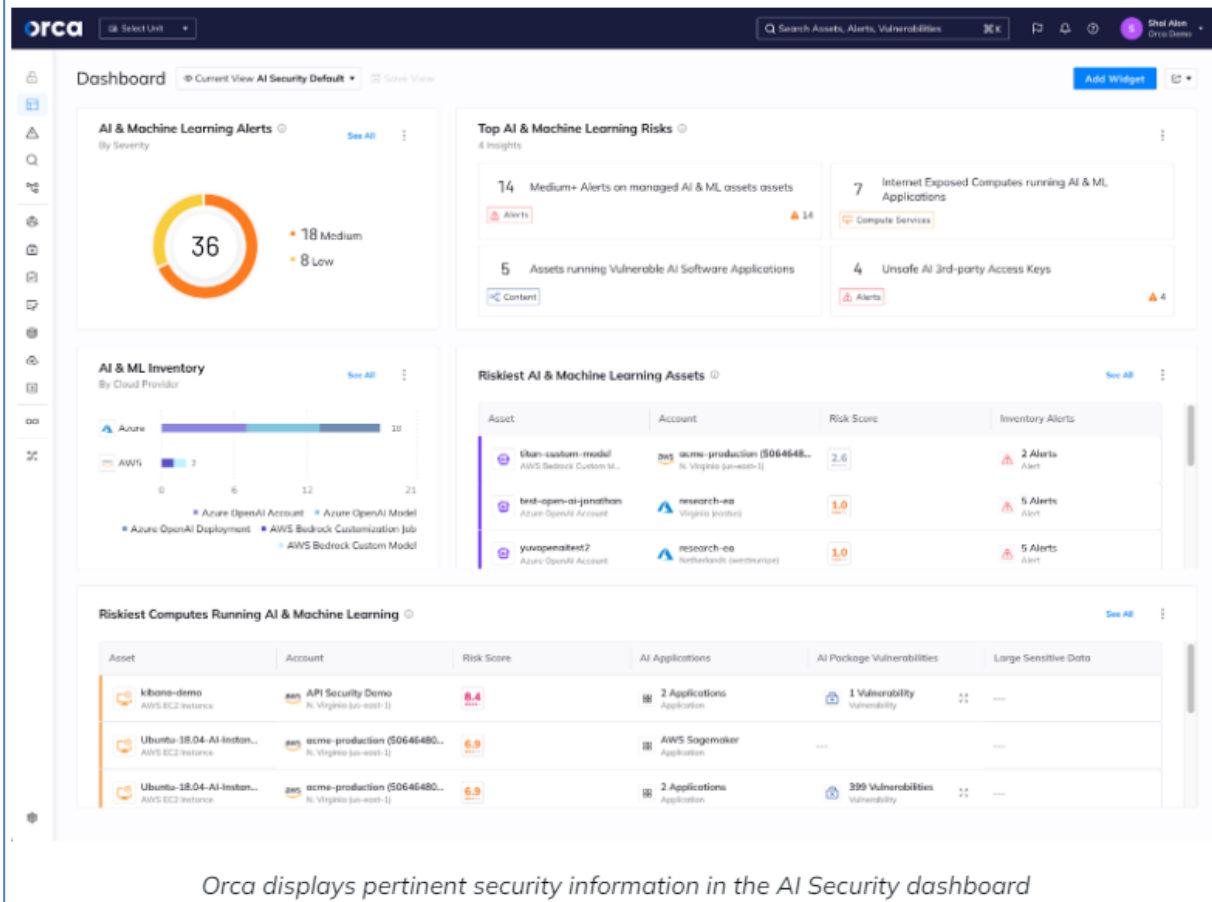 orca
Select Unit
Search Assets, Alerts, Vulnerabilities
⌘K
S
Shai Alon
Orca Demo
Dashboard
Current View AI Security Default
Save View
Add Widget
AI & Machine Learning Alerts
By Severity
See All
36
18 Medium
8 Low
Top AI & Machine Learning Risks
4 Insights
14 Medium+ Alerts on managed AI & ML assets assets
Alerts
14
7 Internet Exposed Computes running AI & ML
Applications
Compute Services
5 Assets running Vulnerable AI Software Applications
Content
4 Unsafe AI 3rd-party Access Keys
Alerts
4
AI & ML Inventory
By Cloud Provider
See All
Azure
AWS
0 6 12 21
Azure OpenAI Account Azure OpenAI Model
Azure OpenAI Deployment AWS Bedrock Customization Job
AWS Bedrock Custom Model
Riskiest AI & Machine Learning Assets
See All
Asset Account Risk Score Inventory Alerts
titan-custom-model
AWS Bedrock Custom M...
aws
acme-production (5064648...
N. Virginia (us-east-1)
2.6
2 Alerts
Alert
test-open-ai-jonathan
Azure OpenAI Account
research-ea
Virginia (eastus)
1.0
5 Alerts
Alert
yuvopenaitest2
Azure OpenAI Account
research-ea
Netherlands (westeurope)
1.0
5 Alerts
Alert
Riskiest Computes Running AI & Machine Learning
See All
Asset Account Risk Score AI Applications AI Package Vulnerabilities Large Sensitive Data
kibana-demo
AWS EC2 Instance
aws
API Security Demo
N. Virginia (us-east-1)
8.4
2 Applications
Application
1 Vulnerability
Vulnerability
---
Ubuntu-18.04-AI-Instan...
AWS EC2 Instance
aws
acme-production (50646480...
N. Virginia (us-east-1)
6.9
AWS Sagemaker
Application
---
---
Ubuntu-18.04-AI-Instan...
AWS EC2 Instance
aws
acme-production (50646480...
N. Virginia (us-east-1)
6.9
2 Applications
Application
399 Vulnerabilities
Vulnerability
---
Orca displays pertinent security information in the AI Security dashboard